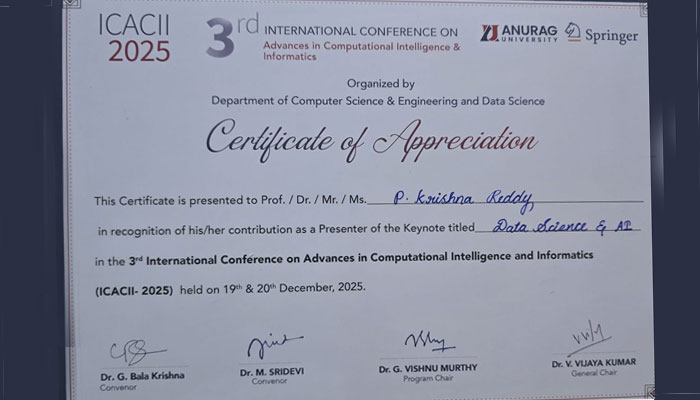 ICACII
2025
3rd INTERNATIONAL CONFERENCE ON
Advances in Computational Intelligence &
Informatics
ANURAG
UNIVERSITY
Springer
Organized by
Department of Computer Science & Engineering and Data Science
Certificate of Appreciation
This Certificate is presented to Prof. / Dr. / Mr. / Ms. P. Krishna Reddy
in recognition of his/her contribution as a Presenter of the Keynote titled Data Science & AI
in the 3rd International Conference on Advances in Computational Intelligence and Informatics
(ICACII- 2025) held on 19th & 20th December, 2025.
Dr. G. Bala Krishna
Convenor
Dr. M. SRIDEVI
Convenor
Dr. G. VISHNU MURTHY
Program Chair
Dr. V. VIJAYA KUMAR
General Chair